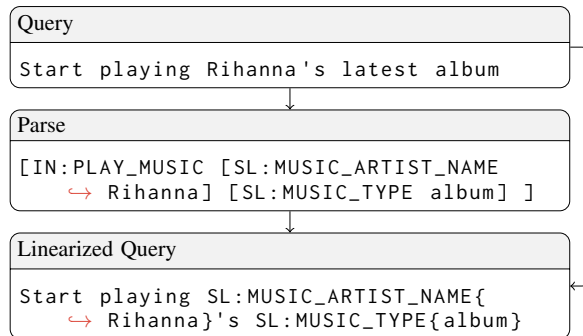 Query
Start playing Rihanna's latest album
Parse
[IN:PLAY_MUSIC [SL:MUSIC_ARTIST_NAME
↪ Rihanna] [SL:MUSIC_TYPE album] ]
Linearized Query
Start playing SL:MUSIC_ARTIST_NAME{
↪ Rihanna}'s SL:MUSIC_TYPE{album}